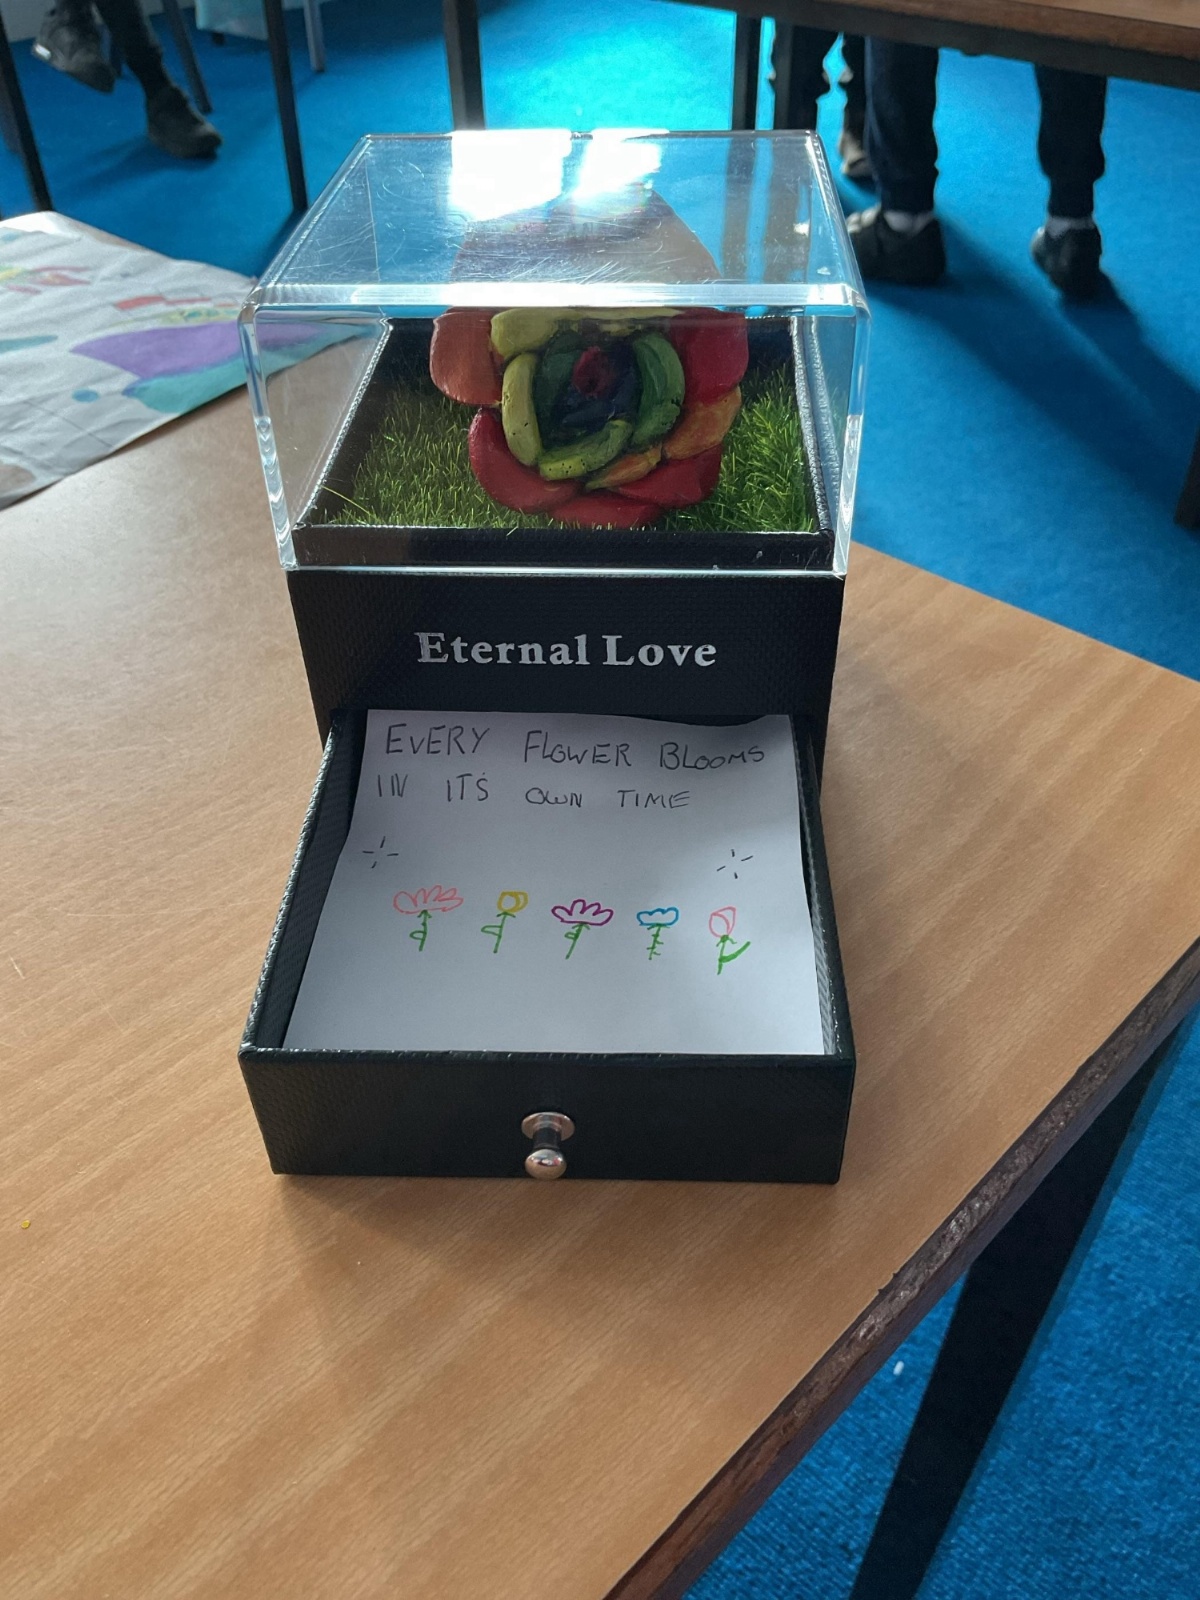 Eternal Love
EVERY FLOWER BLOOMS
IN ITS OWN TIME